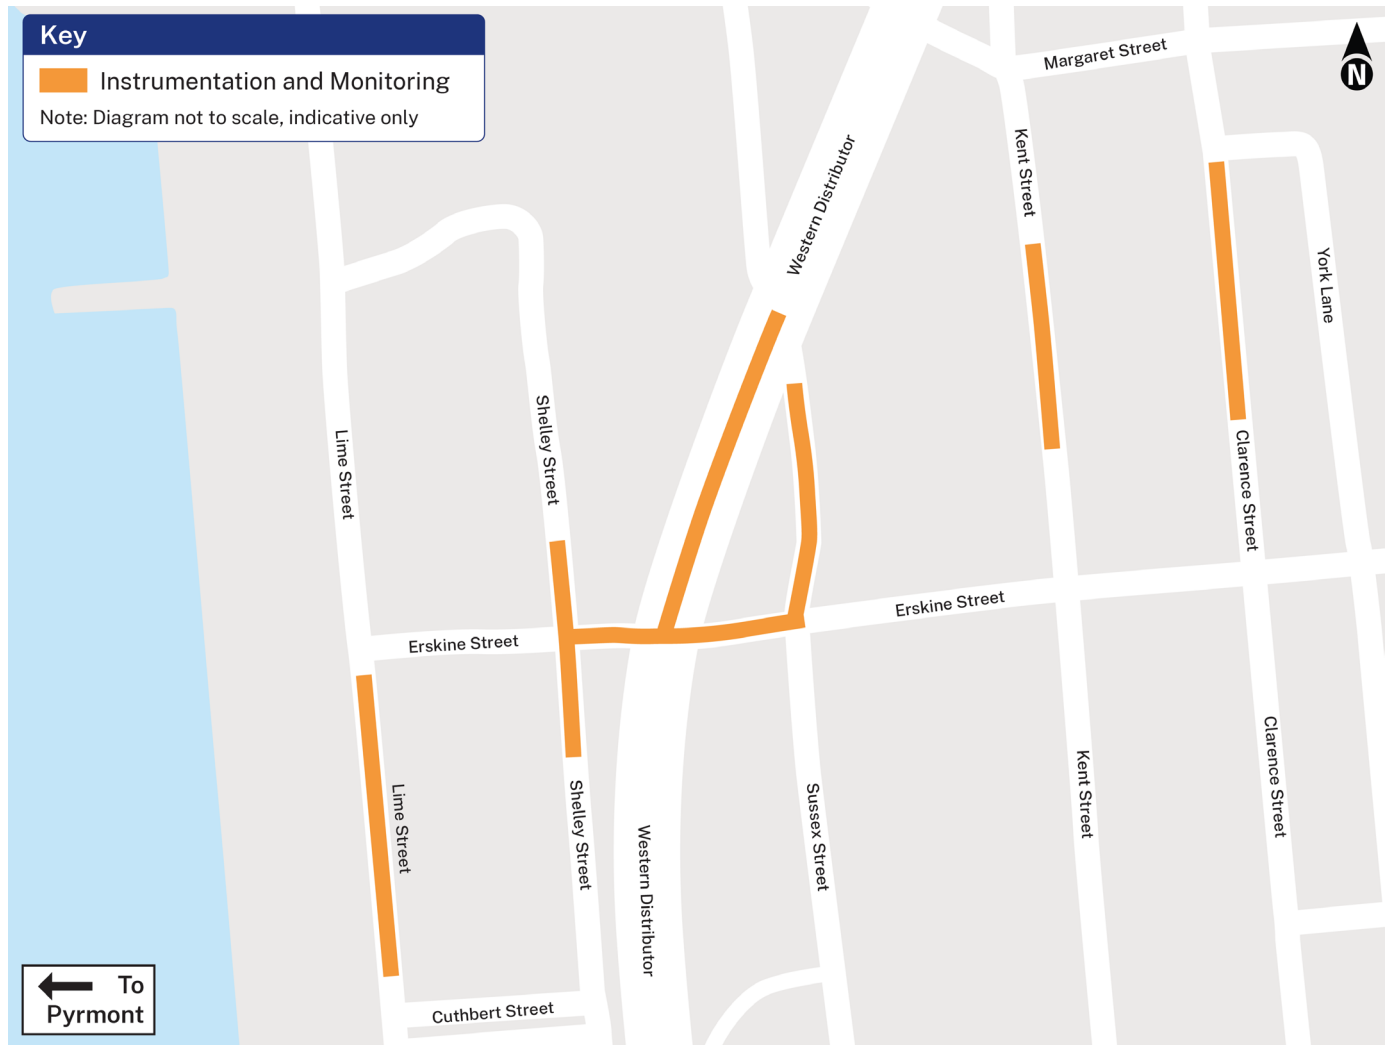 Key
Instrumentation and Monitoring
Note: Diagram not to scale, indicative only
Margaret Street
N
Kent Street
Western Distributor
York Lane
Shelley Street
Lime Street
Clarence Street
Erskine Street
Erskine Street
Clarence Street
Kent Street
Lime Street
Shelley Street
Sussex Street
Western Distributor
To
Pyrmont
Cuthbert Street